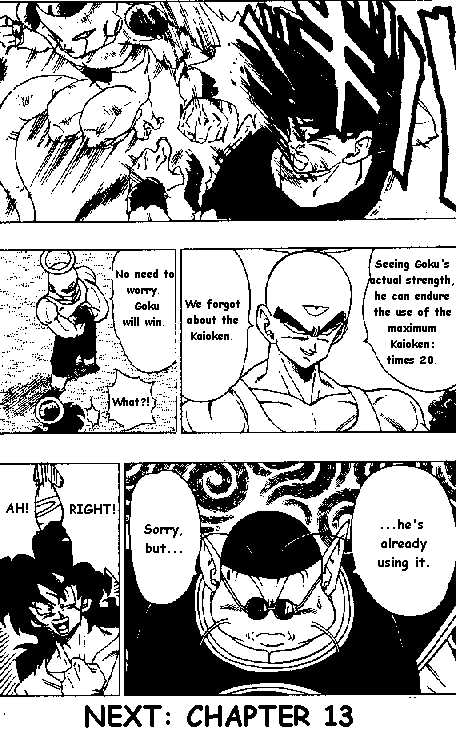 No need to
worry.
Goku
will win.
What?!
We forgot
about the
Kaioken.
Seeing Goku's
actual strength,
he can endure
the use of the
maximum
Kaioken:
times 20.
AH! RIGHT!
Sorry,
but...
...he's
already
using it.
NEXT: CHAPTER 13